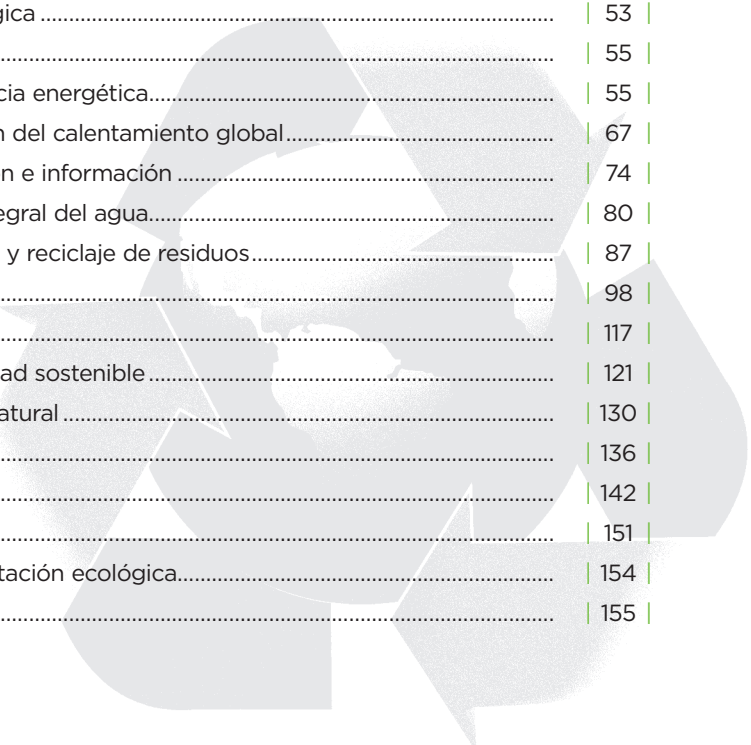 gica ........ | 53 |
........ | 55 |
cia energética........ | 55 |
n del calentamiento global........ | 67 |
n e información ........ | 74 |
egral del agua........ | 80 |
y reciclaje de residuos........ | 87 |
........ | 98 |
........ | 117 |
ad sostenible ........ | 121 |
atural ........ | 130 |
........ | 136 |
........ | 142 |
........ | 151 |
tación ecológica........ | 154 |
........ | 155 |